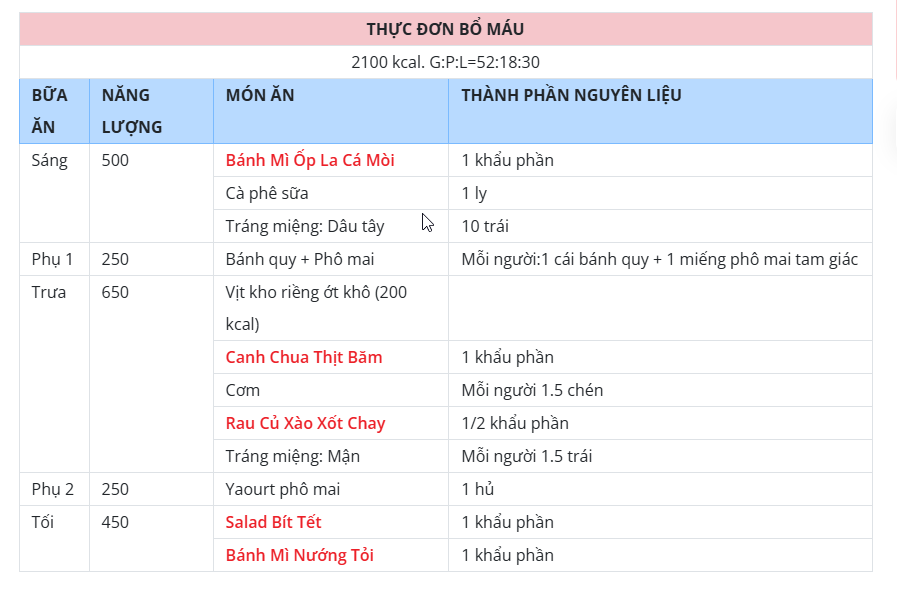 THỰC ĐƠN BỔ MÁU
2100 kcal. G:P:L=52:18:30
BỮA ĂN NĂNG LƯỢNG MÓN ĂN THÀNH PHẦN NGUYÊN LIỆU
Sáng 500 Bánh Mì Ốp La Cá Mòi 1 khẩu phần
Cà phê sữa 1 ly
Tráng miệng: Dâu tây 10 trái
Phụ 1 250 Bánh quy + Phô mai Mỗi người:1 cái bánh quy + 1 miếng phô mai tam giác
Trưa 650 Vịt kho riềng ớt khô (200
kcal)
Canh Chua Thịt Băm 1 khẩu phần
Cơm Mỗi người 1.5 chén
Rau Củ Xào Xốt Chay 1/2 khẩu phần
Tráng miệng: Mận Mỗi người 1.5 trái
Phụ 2 250 Yaourt phô mai 1 hủ
Tối 450 Salad Bít Tết 1 khẩu phần
Bánh Mì Nướng Tỏi 1 khẩu phần